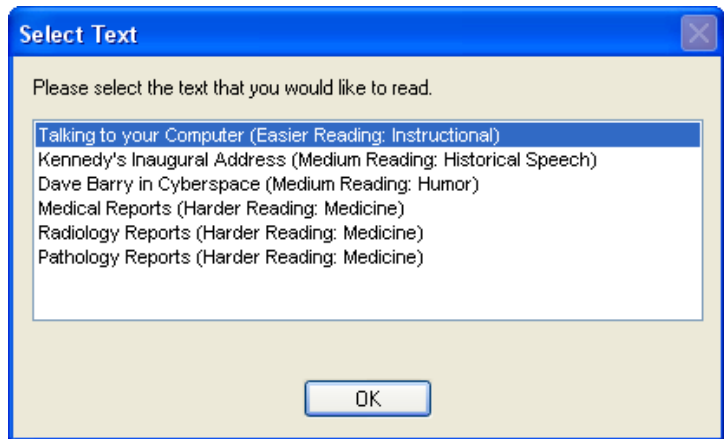 Select Text
Please select the text that you would like to read.
Talking to your Computer (Easier Reading: Instructional)
Kennedy's Inaugural Address (Medium Reading: Historical Speech)
Dave Barry in Cyberspace (Medium Reading: Humor)
Medical Reports (Harder Reading: Medicine)
Radiology Reports (Harder Reading: Medicine)
Pathology Reports (Harder Reading: Medicine)
OK